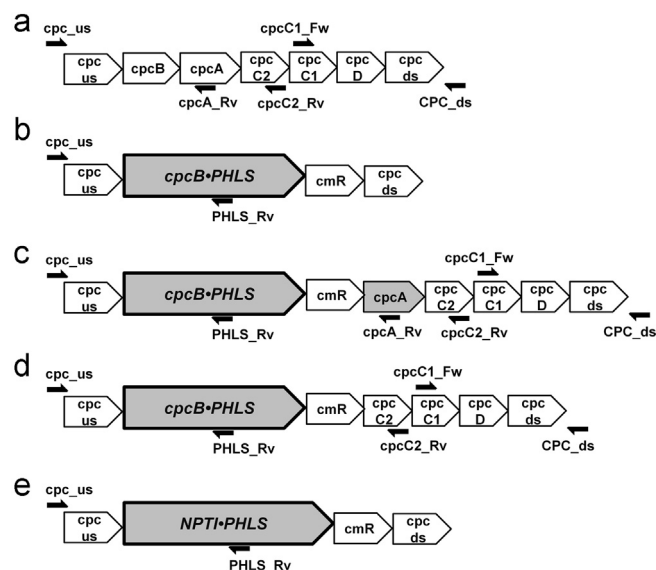 a
cpc_us
cpcC1_Fw
cpc us cpcB cpcA cpc C2 cpc C1 cpc D cpc ds
cpcA_Rv cpcC2_Rv CPC_ds
b
cpc_us
cpc us cpcB•PHLS cmR cpc ds
PHLS_Rv
c
cpc_us
cpcC1_Fw
cpc us cpcB•PHLS cmR cpcA cpc C2 cpc C1 cpc D cpc ds
PHLS_Rv cpcA_Rv cpcC2_Rv CPC_ds
d
cpc_us
cpcC1_Fw
cpc us cpcB•PHLS cmR cpc C2 cpc C1 cpc D cpc ds
PHLS_Rv cpcC2_Rv CPC_ds
e
cpc_us
cpc us NPTI•PHLS cmR cpc ds
PHLS_Rv